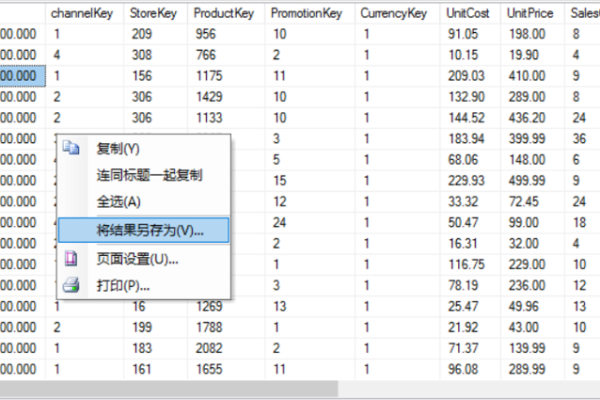 channelKey StoreKey ProductKey PromotionKey CurrencyKey UnitCost UnitPrice Sales
00.000 1 209 956 10 1 91.05 198.00 8
00.000 4 308 766 2 1 10.15 19.90 4
00.000 1 156 1175 11 1 209.03 410.00 9
00.000 2 306 1429 10 1 132.90 289.00 8
00.000 2 306 1133 10 1 144.52 436.20 24
00.000 3 1 183.94 399.99 36
复制(Y)
00.000 5 1 68.06 148.00 6
连同标题一起复制
00.000 15 1 229.93 499.99 9
全选(A)
00.000 12 1 33.32 72.45 24
00.000 24 1 50.47 99.00 18
将结果另存为(V)...
00.000 2 1 16.31 32.00 4
00.000 1 1 116.75 229.00 10
页面设置(U)...
00.000 3 1 78.19 236.00 12
打印(P)...
00.000 1 16 1269 13 1 25.47 49.96 13
00.000 2 199 1788 1 1 21.92 43.00 10
00.000 1 183 2082 2 1 71.37 139.99 9
00.000 1 161 1655 11 1 96.08 289.99 9